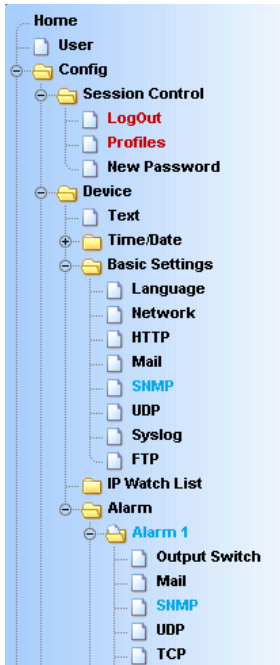 Home
User
Config
Session Control
LogOut
Profiles
New Password
Device
Text
Time/Date
Basic Settings
Language
Network
HTTP
Mail
SNMP
UDP
Syslog
FTP
IP Watch List
Alarm
Alarm 1
Output Switch
Mail
SNMP
UDP
TCP